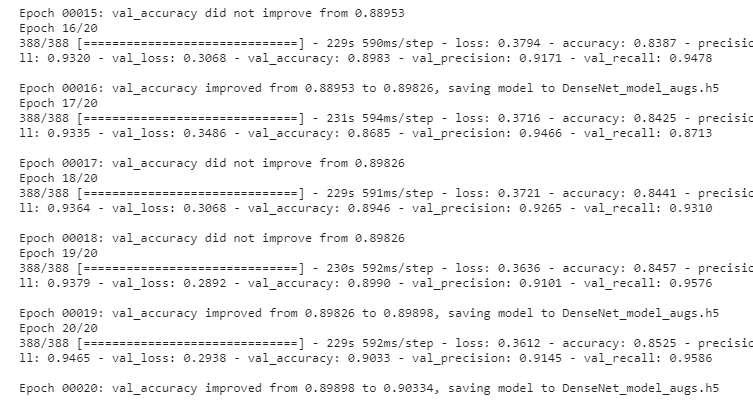 Epoch 00015: val_accuracy did not improve from 0.88953
Epoch 16/20
388/388 [==============================] - 229s 590ms/step - loss: 0.3794 - accuracy: 0.8387 - precisio
ll: 0.9320 - val_loss: 0.3068 - val_accuracy: 0.8983 - val_precision: 0.9171 - val_recall: 0.9478
Epoch 00016: val_accuracy improved from 0.88953 to 0.89826, saving model to DenseNet_model_augs.h5
Epoch 17/20
388/388 [==============================] - 231s 594ms/step - loss: 0.3716 - accuracy: 0.8425 - precisio
ll: 0.9335 - val_loss: 0.3486 - val_accuracy: 0.8685 - val_precision: 0.9466 - val_recall: 0.8713
Epoch 00017: val_accuracy did not improve from 0.89826
Epoch 18/20
388/388 [==============================] - 229s 591ms/step - loss: 0.3721 - accuracy: 0.8441 - precisio
ll: 0.9364 - val_loss: 0.3068 - val_accuracy: 0.8946 - val_precision: 0.9265 - val_recall: 0.9310
Epoch 00018: val_accuracy did not improve from 0.89826
Epoch 19/20
388/388 [==============================] - 230s 592ms/step - loss: 0.3636 - accuracy: 0.8457 - precisio
ll: 0.9379 - val_loss: 0.2892 - val_accuracy: 0.8990 - val_precision: 0.9101 - val_recall: 0.9576
Epoch 00019: val_accuracy improved from 0.89826 to 0.89898, saving model to DenseNet_model_augs.h5
Epoch 20/20
388/388 [==============================] - 229s 592ms/step - loss: 0.3612 - accuracy: 0.8525 - precisio
ll: 0.9465 - val_loss: 0.2938 - val_accuracy: 0.9033 - val_precision: 0.9145 - val_recall: 0.9586
Epoch 00020: val_accuracy improved from 0.89898 to 0.90334, saving model to DenseNet_model_augs.h5